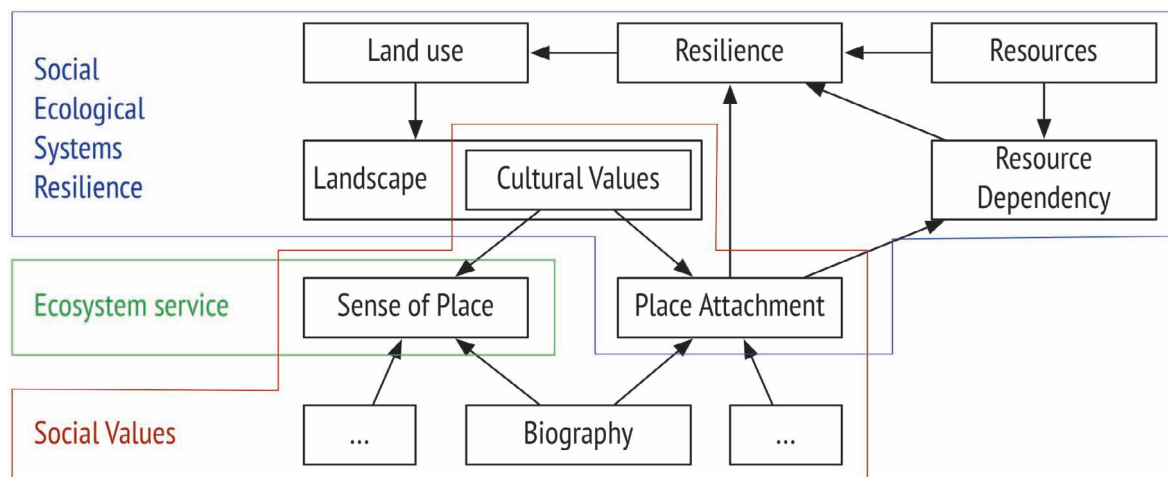 Social
Ecological
Systems
Resilience
Land use
Resilience
Resources
Landscape
Cultural Values
Resource
Dependency
Ecosystem service
Sense of Place
Place Attachment
Social Values
...
Biography
...